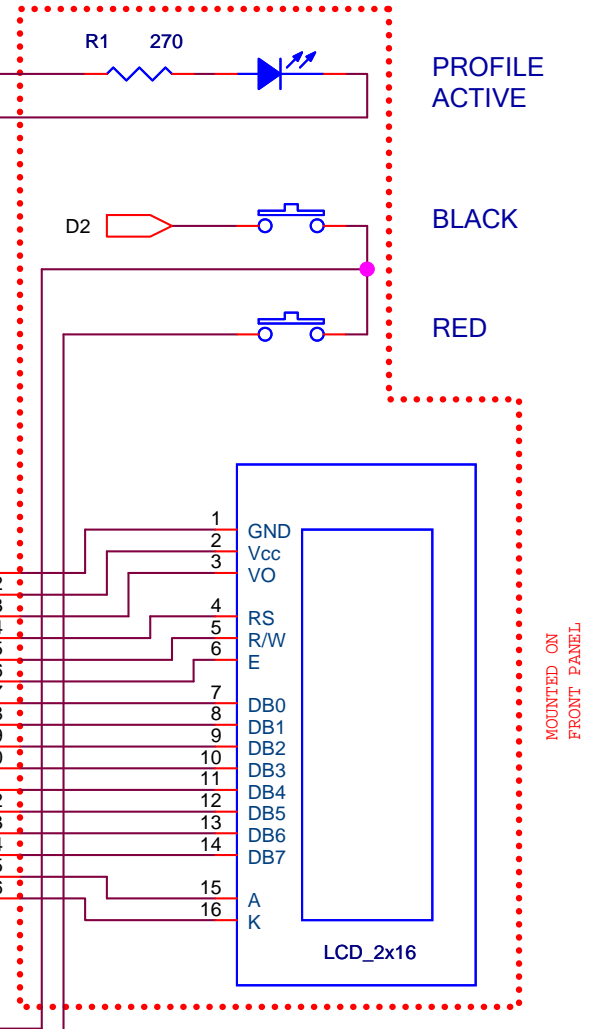 R1 270
PROFILE
ACTIVE
D2
BLACK
RED
1 GND
2 Vcc
3 VO
4 RS
5 R/W
6 E
7 DB0
8 DB1
9 DB2
10 DB3
11 DB4
12 DB5
13 DB6
14 DB7
15 A
16 K
LCD_2x16
MOUNTED ON
FRONT PANEL